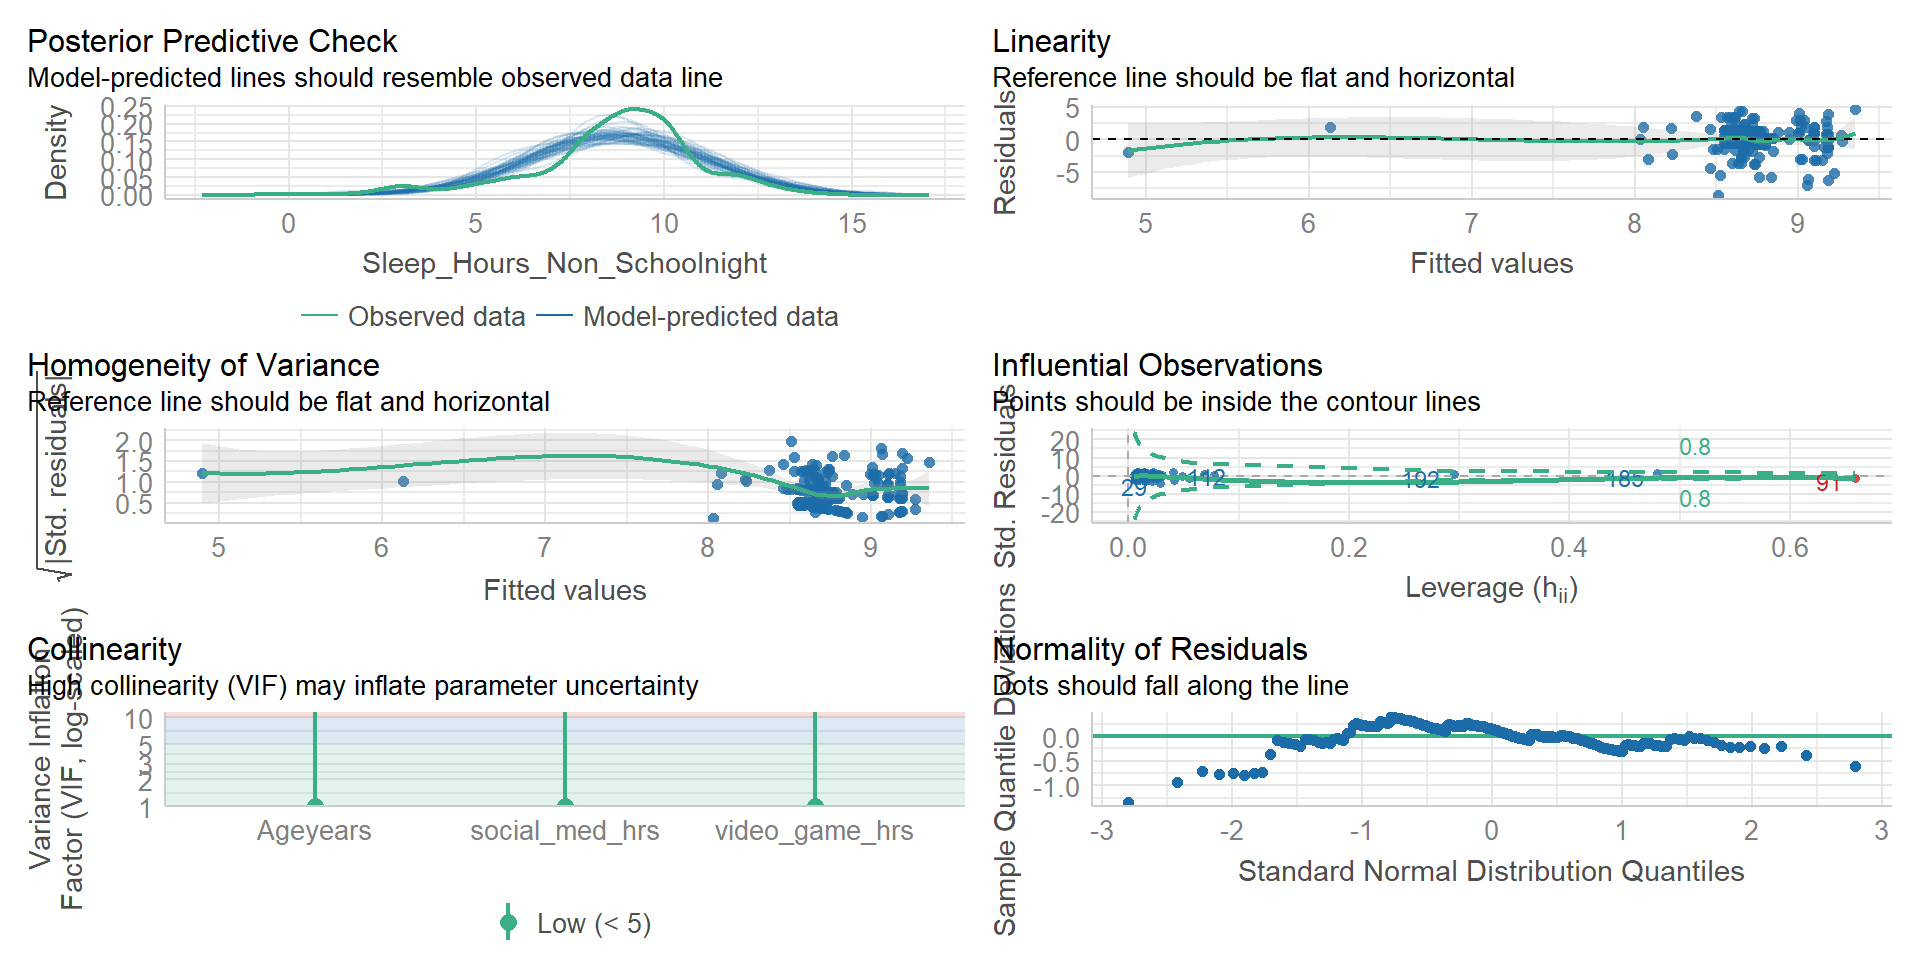 Posterior Predictive Check
Model-predicted lines should resemble observed data line
Density
0.25
0.20
0.15
0.10
0.05
0.00
0 5 10 15
Sleep_Hours_Non_Schoolnight
Observed data Model-predicted data
Linearity
Reference line should be flat and horizontal
Residuals
5
0
-5
5 6 7 8 9
Fitted values
Homogeneity of Variance
Reference line should be flat and horizontal
√|Std. residuals|
2.0
1.5
1.0
0.5
5 6 7 8 9
Fitted values
Influential Observations
Points should be inside the contour lines
Std. Residuals
20
10
0
-10
-20
0.8
29 112 192 185 91
0.8
0.0 0.2 0.4 0.6
Leverage (hii)
Collinearity
High collinearity (VIF) may inflate parameter uncertainty
Variance Inflation
Factor (VIF, log-scaled)
10
5
3
2
1
Ageyears social_med_hrs video_game_hrs
Low (< 5)
Normality of Residuals
Dots should fall along the line
Sample Quantile Deviations
0.0
-0.5
-1.0
-3 -2 -1 0 1 2 3
Standard Normal Distribution Quantiles